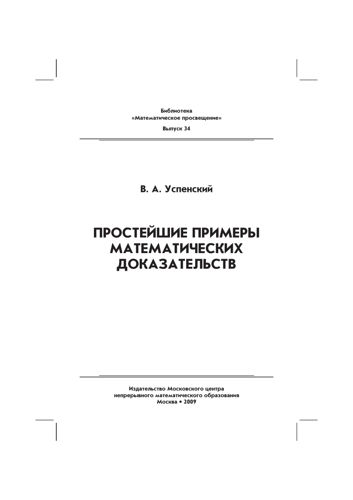 Библиотека
«Математическое просвещение»
Выпуск 34
В. А. Успенский
ПРОСТЕЙШИЕ ПРИМЕРЫ
МАТЕМАТИЧЕСКИХ
ДОКАЗАТЕЛЬСТВ
Издательство Московского центра
непрерывного математического образования
Москва • 2009